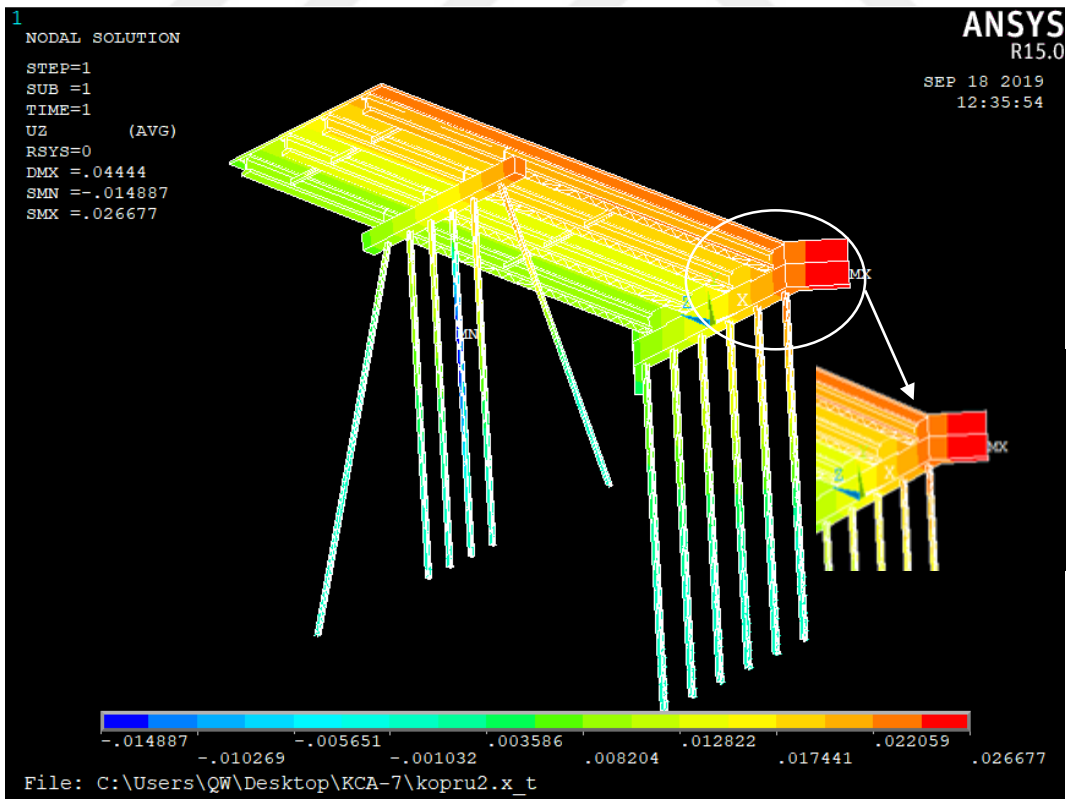 1
NODAL SOLUTION
STEP=1
SUB =1
TIME=1
UZ (AVG)
RSYS=0
DMX =.04444
SMN =-.014887
SMX =.026677
ANSYS
R15.0
SEP 18 2019
12:35:54
MX
Z
X
MN
MX
Z
X
-.014887 -.005651 .003586 .012822 .022059
-.010269 -.001032 .008204 .017441 .026677
File: C:\Users\QW\Desktop\KCA-7\kopru2.x_t